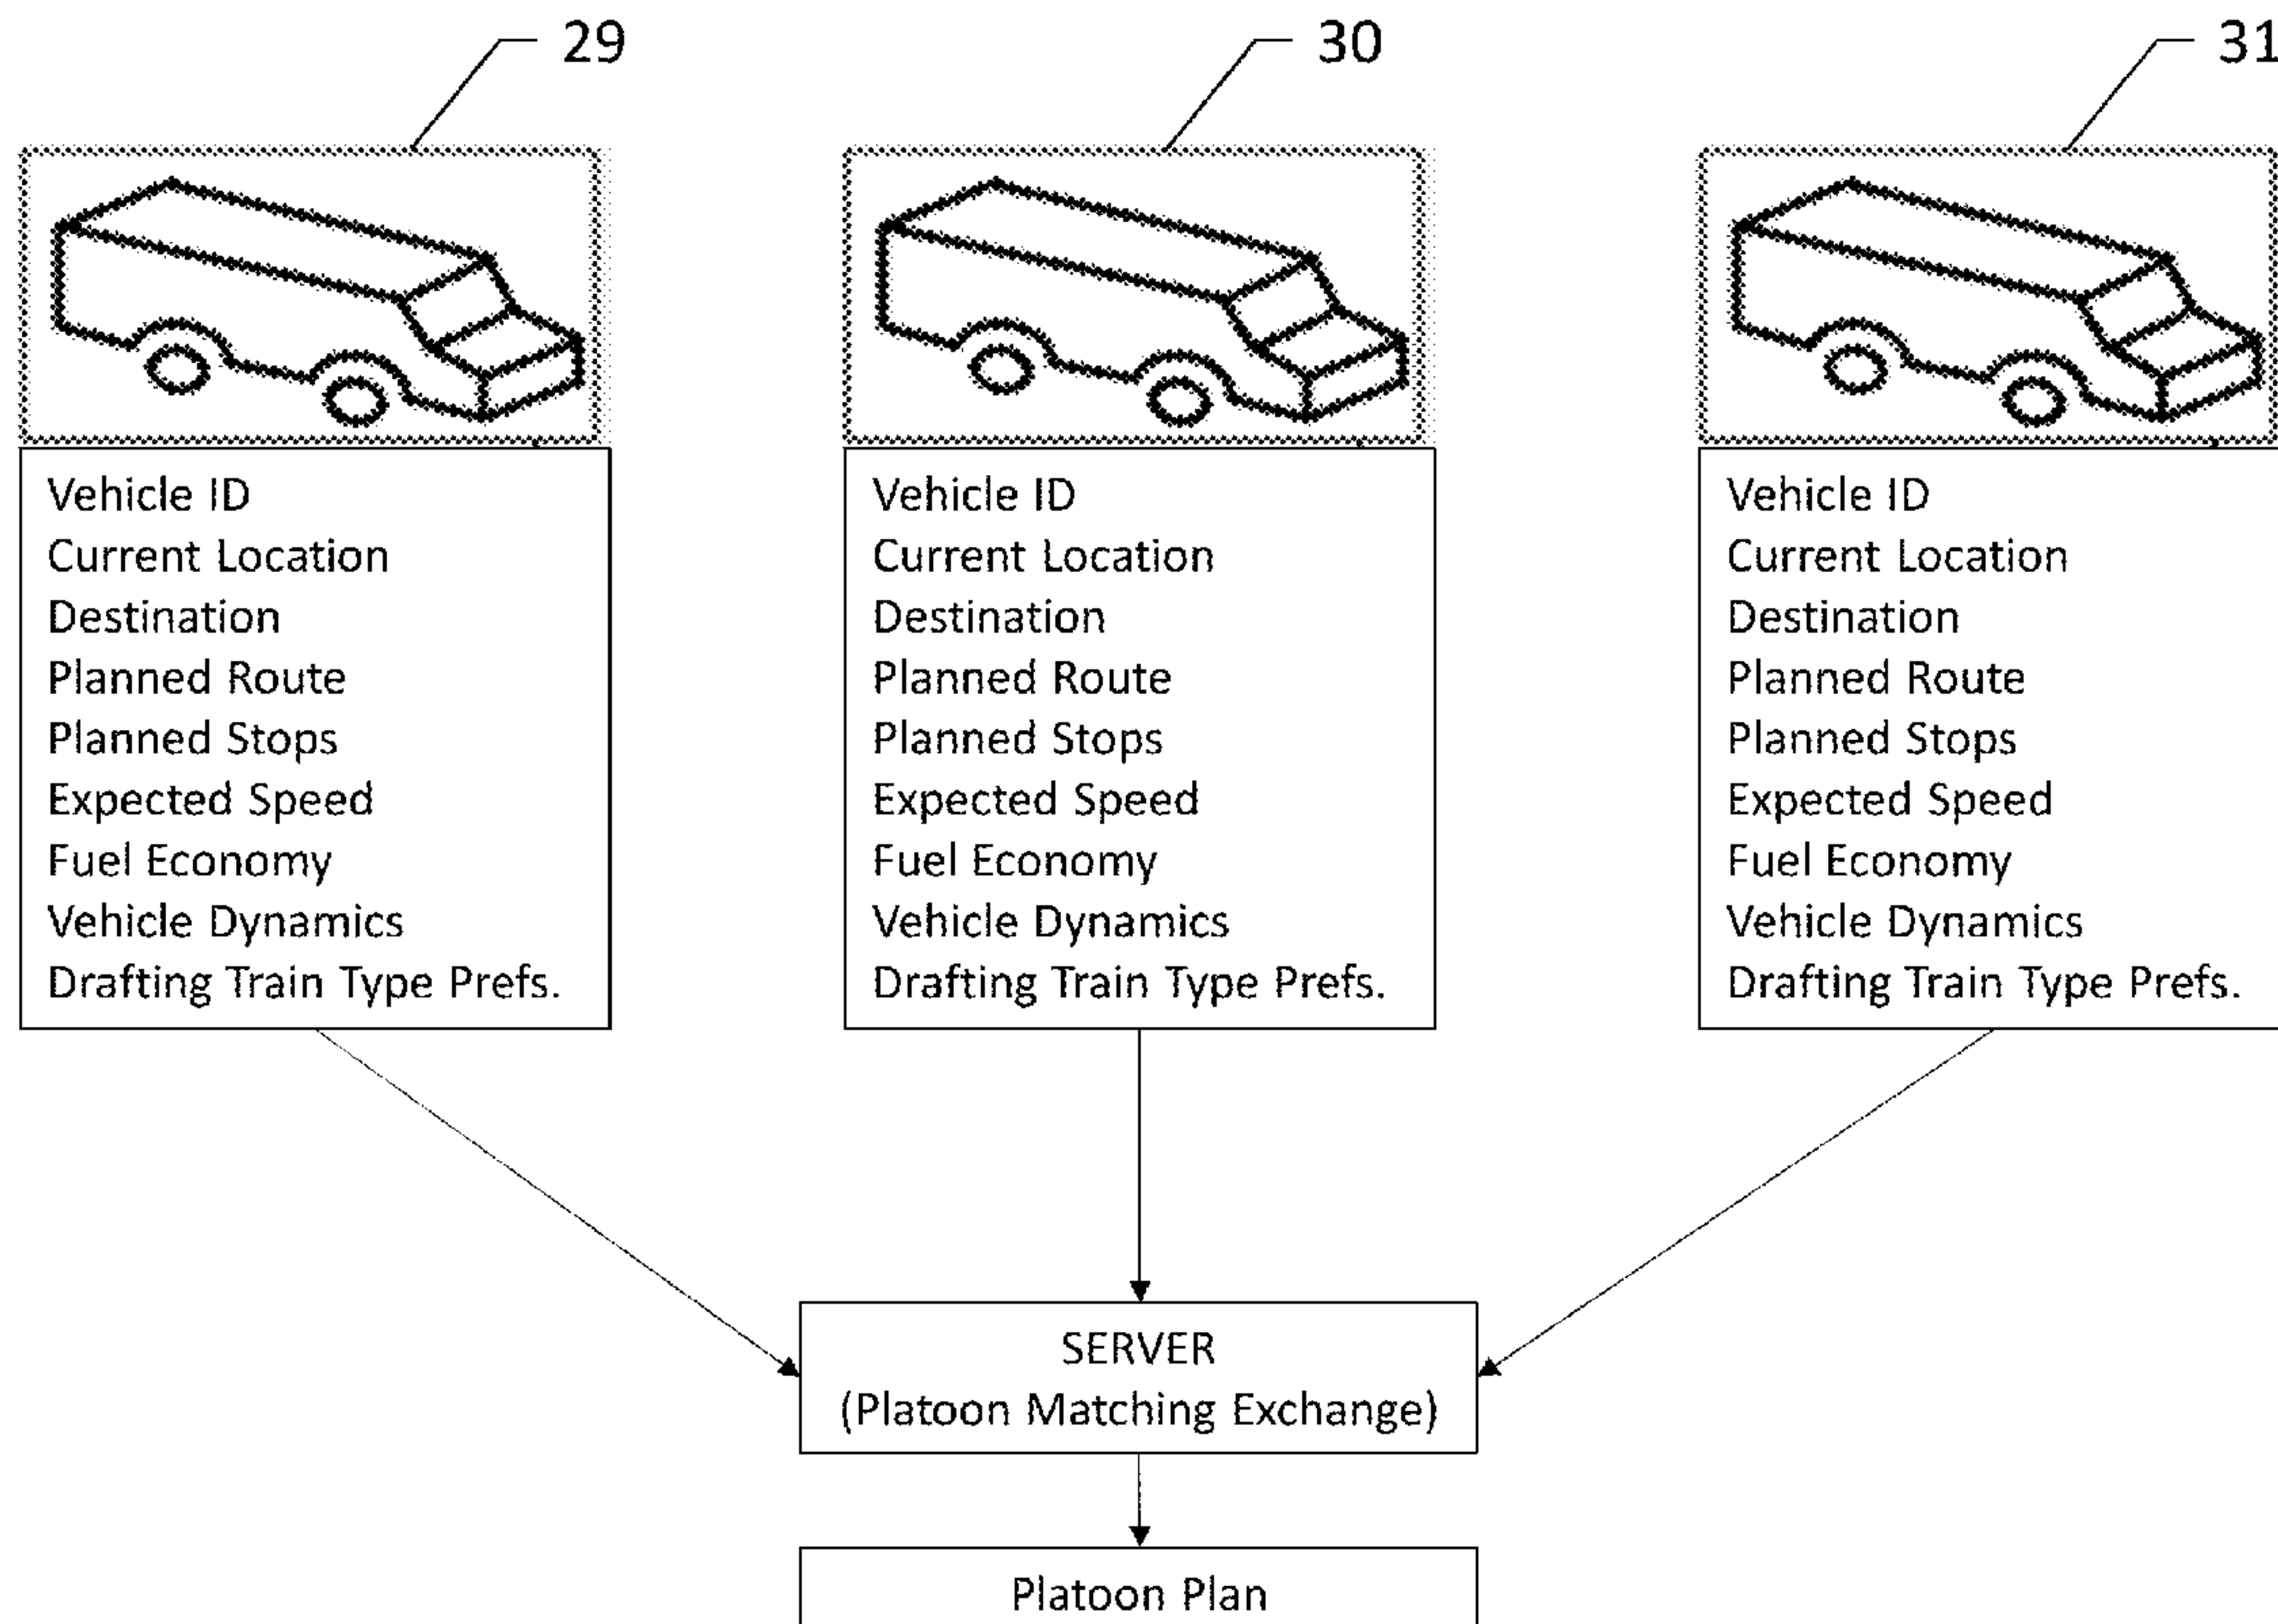 29
30
31
Vehicle ID
Current Location
Destination
Planned Route
Planned Stops
Expected Speed
Fuel Economy
Vehicle Dynamics
Drafting Train Type Prefs.
Vehicle ID
Current Location
Destination
Planned Route
Planned Stops
Expected Speed
Fuel Economy
Vehicle Dynamics
Drafting Train Type Prefs.
Vehicle ID
Current Location
Destination
Planned Route
Planned Stops
Expected Speed
Fuel Economy
Vehicle Dynamics
Drafting Train Type Prefs.
SERVER
(Platoon Matching Exchange)
Platoon Plan